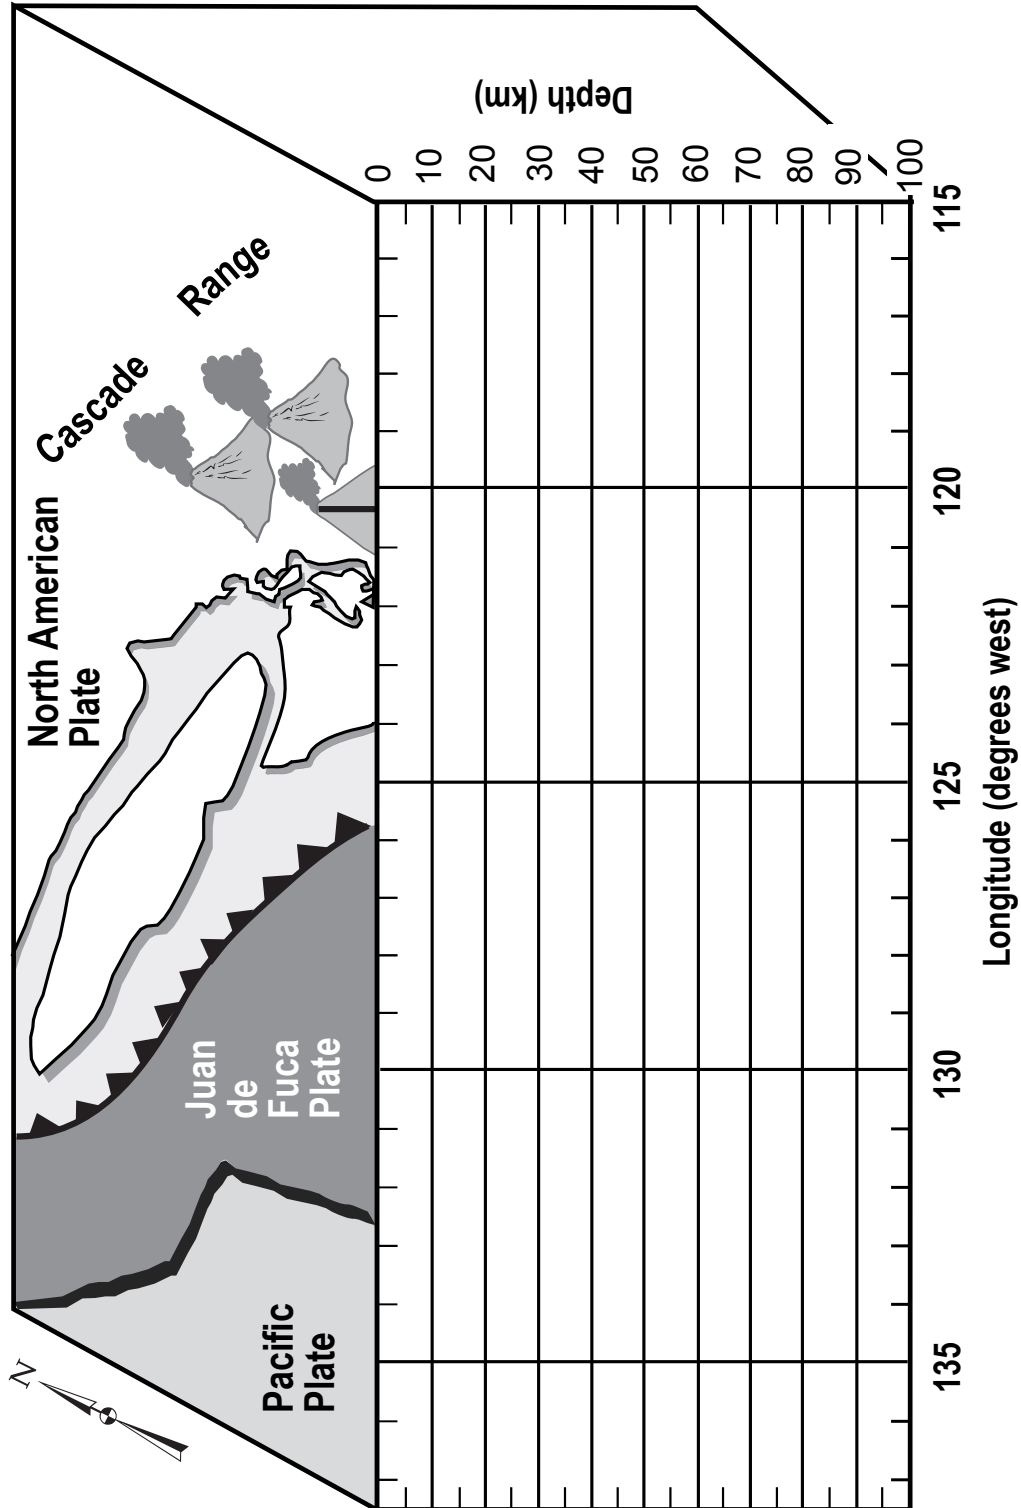 N
North American
Plate
Cascade
Range
Juan
de
Fuca
Plate
Pacific
Plate
Depth (km)
0
10
20
30
40
50
60
70
80
90
100
135
130
125
120
115
Longitude (degrees west)